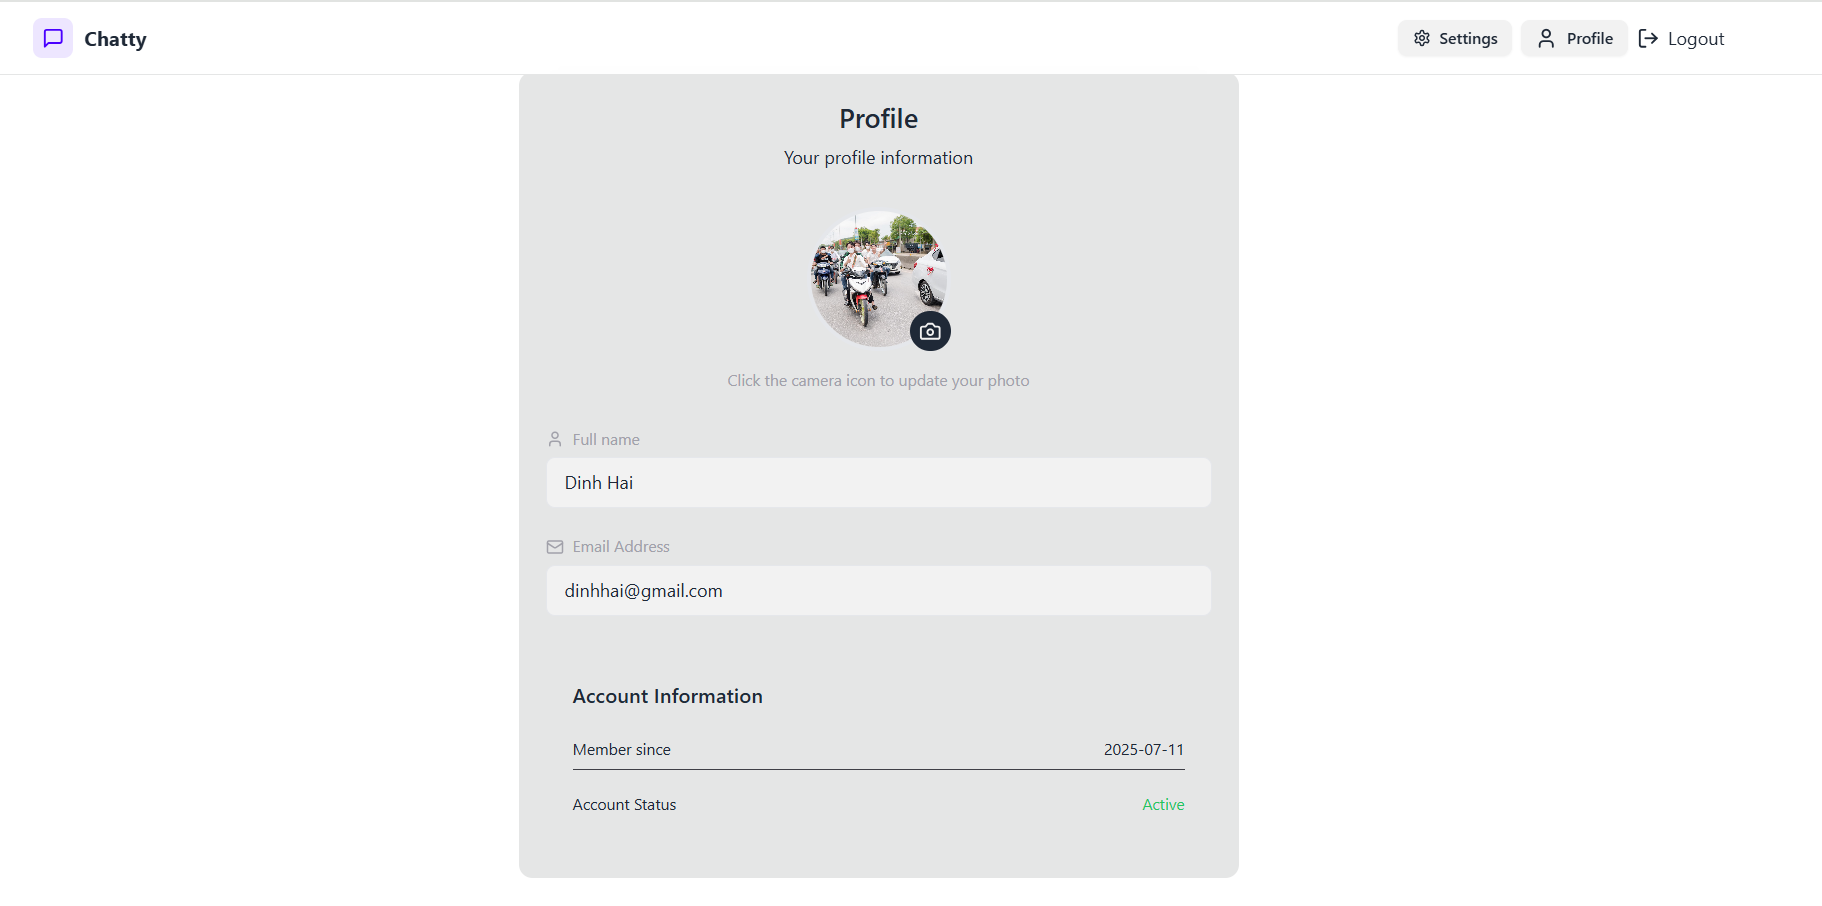 Chatty
Settings
Profile
Logout
Profile
Your profile information
Click the camera icon to update your photo
Full name
Dinh Hai
Email Address
dinhhai@gmail.com
Account Information
Member since 2025-07-11
Account Status Active